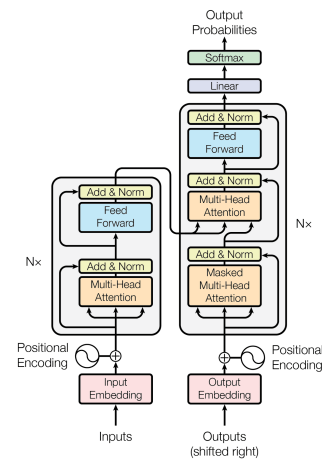 Output
Probabilities
Softmax
Linear
Add & Norm
Feed
Forward
Add & Norm
Multi-Head
Attention
Nx
Add & Norm
Masked
Multi-Head
Attention
Positional
Encoding
Output
Embedding
Outputs
(shifted right)
Add & Norm
Feed
Forward
Nx
Add & Norm
Multi-Head
Attention
Positional
Encoding
Input
Embedding
Inputs